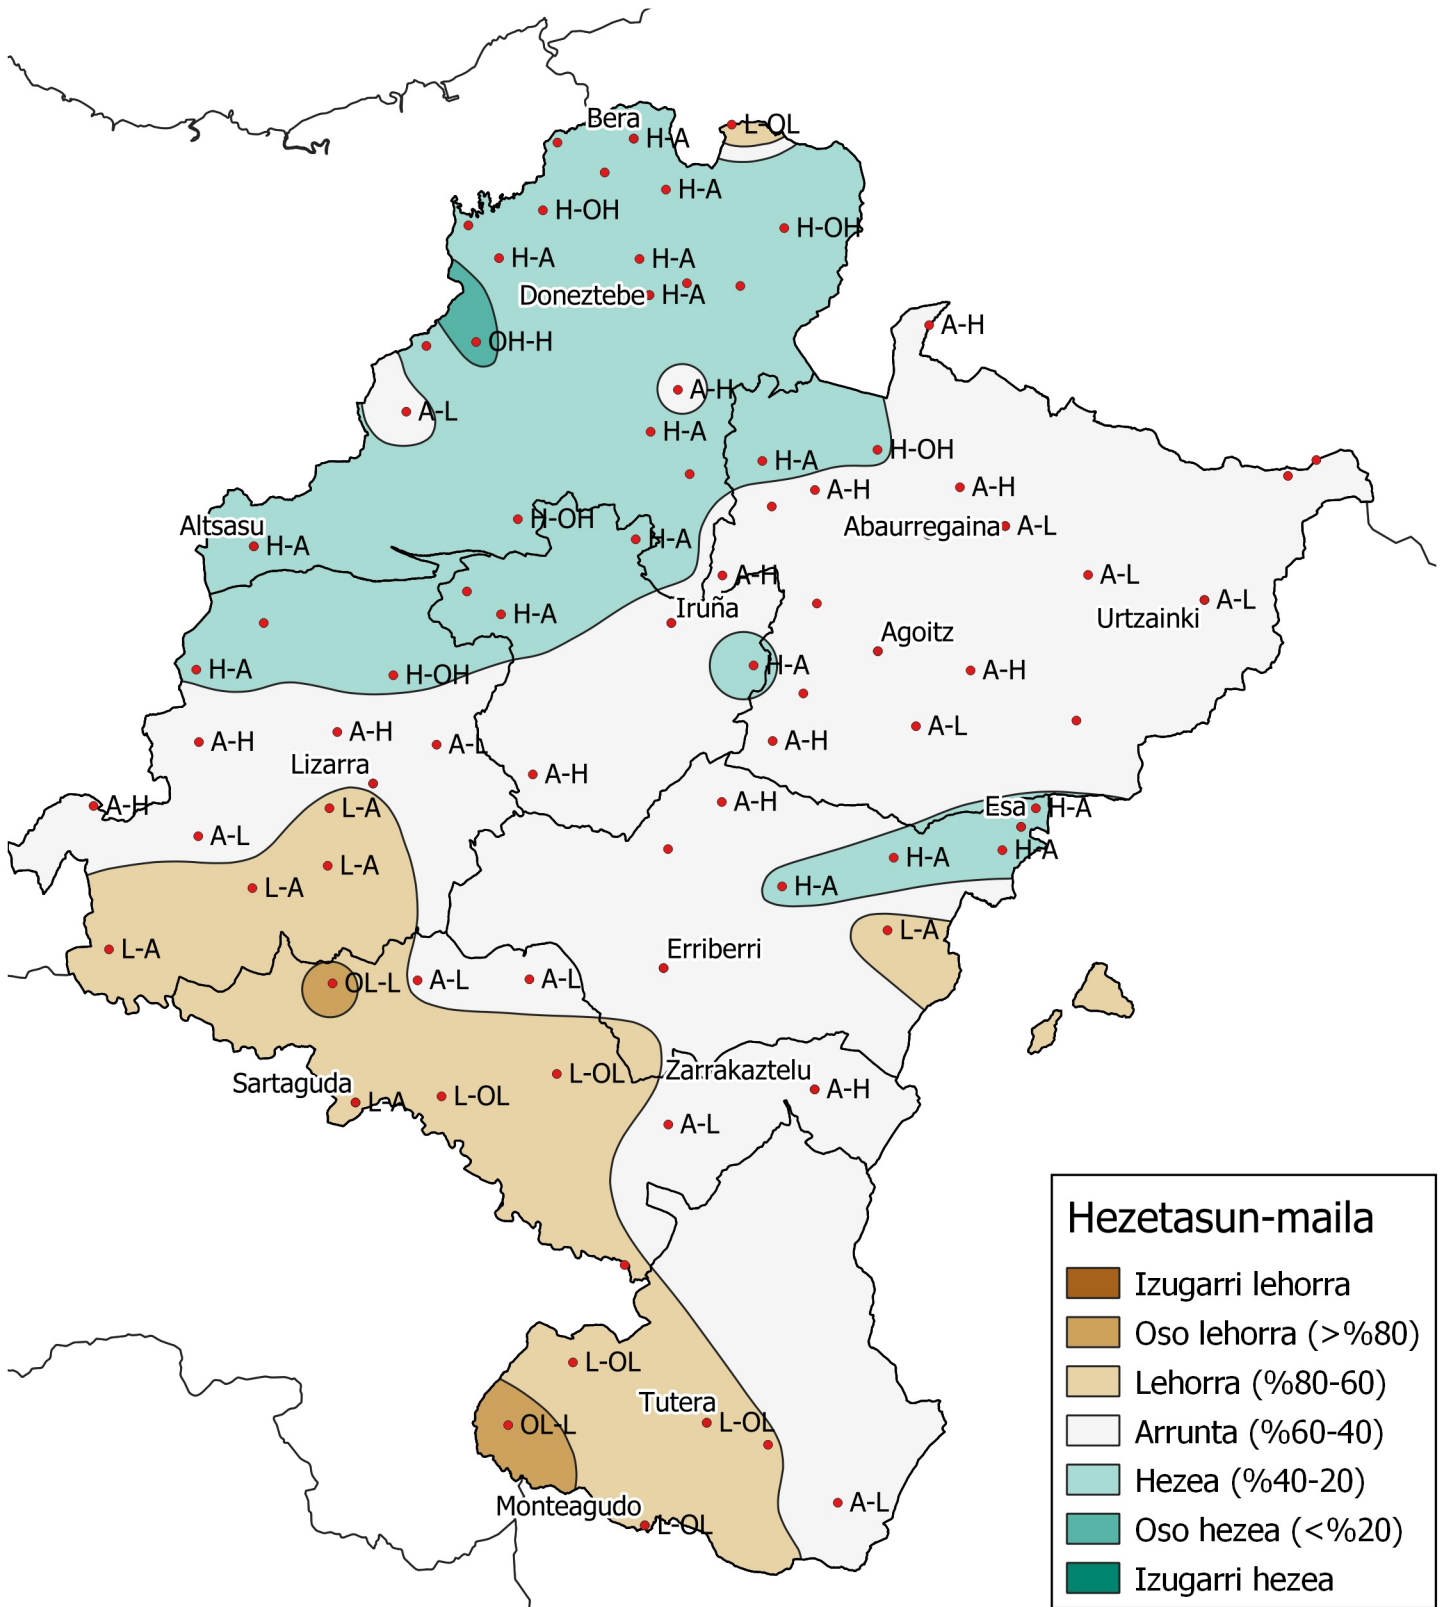 Bera
H-A
L-OL
H-A
H-OH
H-OH
H-A
H-A
Doneztebe
H-A
A-H
OH-H
A-H
A-L
H-A
H-OH
H-A
A-H
A-H
Altsasu
H-OH
Abaurregaina
A-L
H-A
H-A
A-H
A-L
A-L
Iruña
H-A
Urtzainki
Agoitz
H-A
H-A
H-OH
A-H
A-L
A-H
A-H
A-L
A-H
Lizarra
A-H
A-H
A-H
L-A
Esa
H-A
A-L
H-A
H-A
L-A
L-A
H-A
L-A
L-A
Erriberri
OL-L
A-L
A-L
Zarrakaztelu
L-OL
Sartaguda
A-H
L-A
L-OL
A-L
L-OL
Tutera
OL-L
L-OL
Monteagudo
A-L
L-OL
Hezetasun-maila
Izugarri lehorra
Oso lehorra (>%80)
Lehorra (%80-60)
Arrunta (%60-40)
Hezea (%40-20)
Oso hezea (<%20)
Izugarri hezea